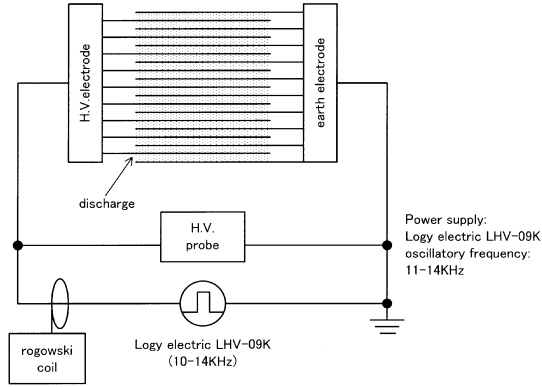 H.V.electrode
earth electrode
discharge
H.V.
probe
Power supply:
Logy electric LHV-09K
oscillatory frequency:
11-14KHz
Logy electric LHV-09K
(10-14KHz)
rogowski
coil